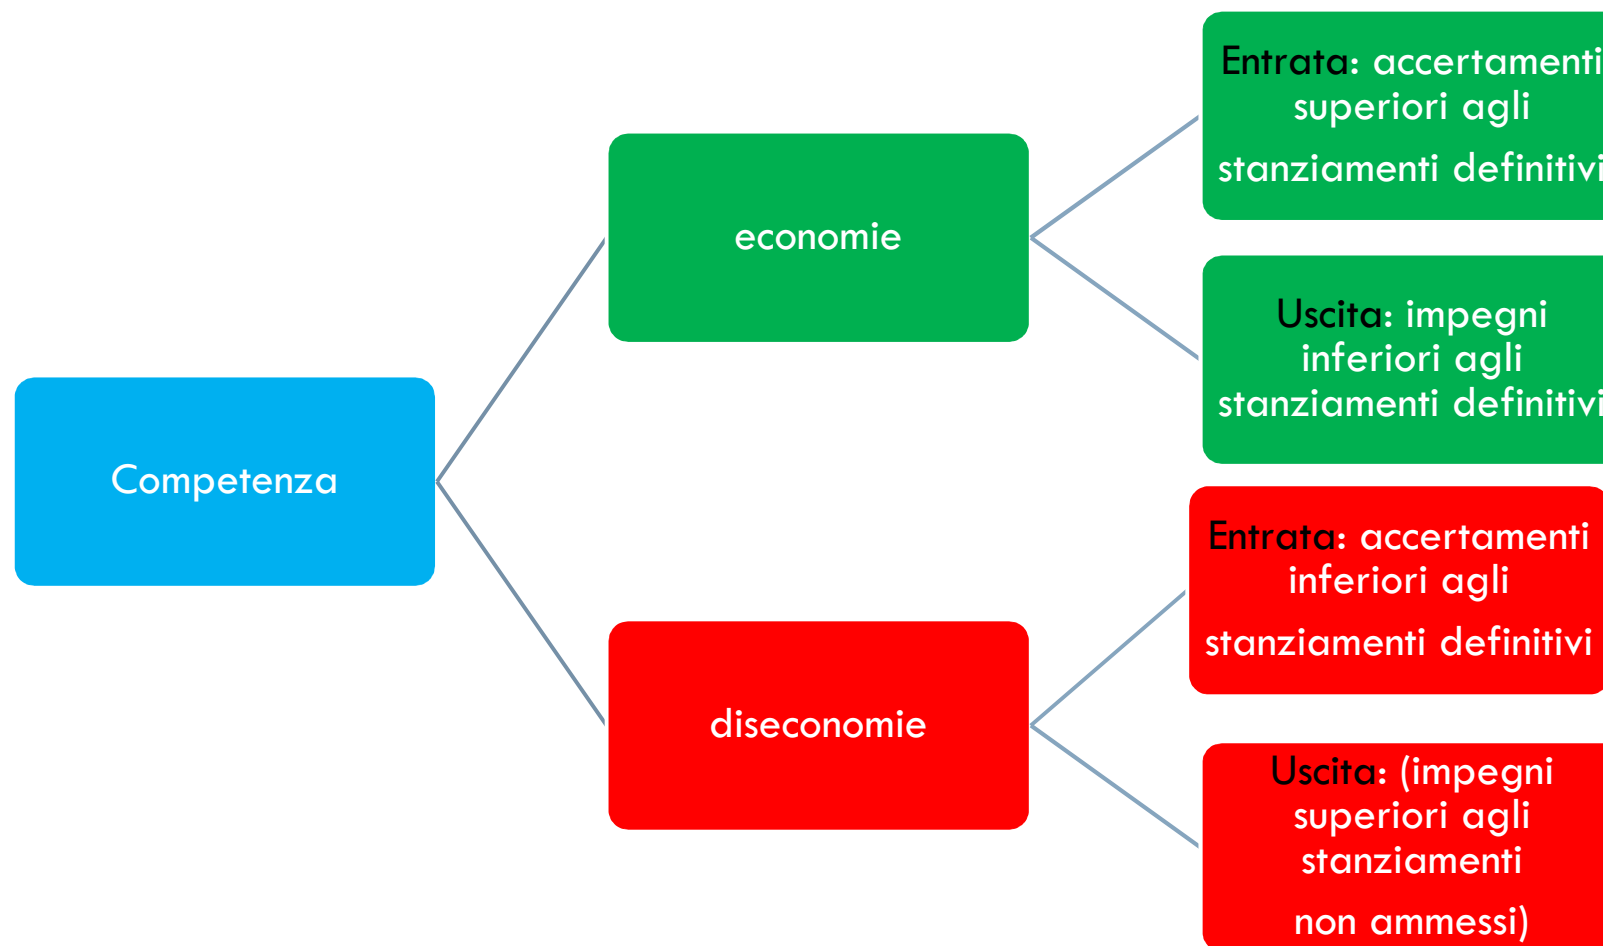 Competenza
economie
Entrata: accertamenti
superiori agli
stanziamenti definitivi
Uscita: impegni
inferiori agli
stanziamenti definitivi
diseconomie
Entrata: accertamenti
inferiori agli
stanziamenti definitivi
Uscita: (impegni
superiori agli
stanziamenti
non ammessi)